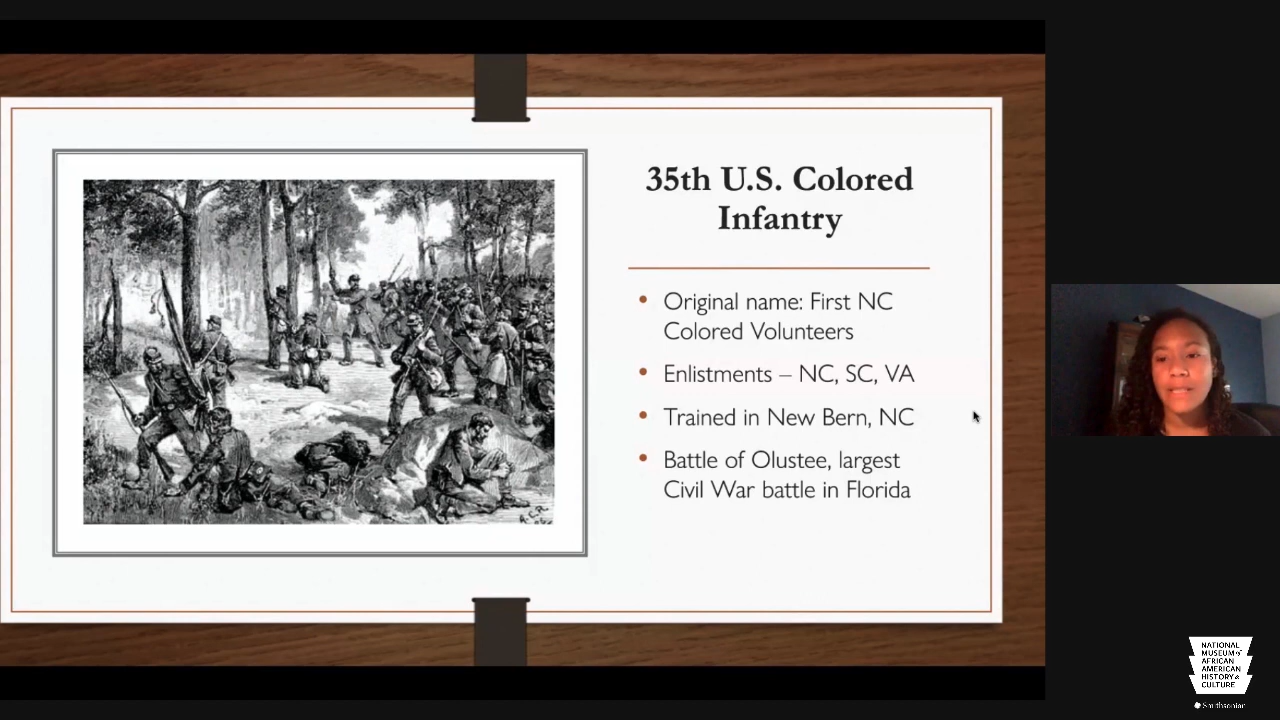 35th U.S. Colored
Infantry
• Original name: First NC
Colored Volunteers
• Enlistments – NC, SC, VA
• Trained in New Bern, NC
• Battle of Olustee, largest
Civil War battle in Florida
NATIONAL
MUSEUM of
AFRICAN
AMERICAN
HISTORY &
CULTURE
Smithsonian